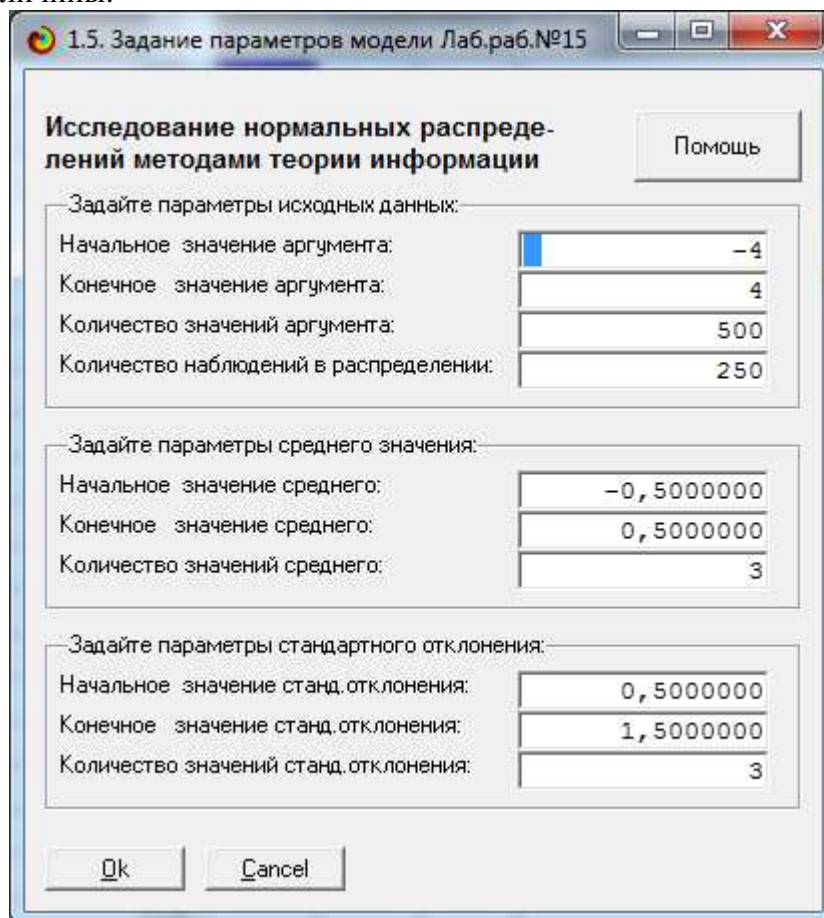 1.5. Задание параметров модели Лаб.раб.№15
Исследование нормальных распреде-
лений методами теории информации
Помощь
Задайте параметры исходных данных:
Начальное значение аргумента:
-4
Конечное значение аргумента:
4
Количество значений аргумента:
500
Количество наблюдений в распределении:
250
Задайте параметры среднего значения:
Начальное значение среднего:
-0,5000000
Конечное значение среднего:
0,5000000
Количество значений среднего:
3
Задайте параметры стандартного отклонения:
Начальное значение станд.отклонения:
0,5000000
Конечное значение станд.отклонения:
1,5000000
Количество значений станд.отклонения:
3
Ok
Cancel